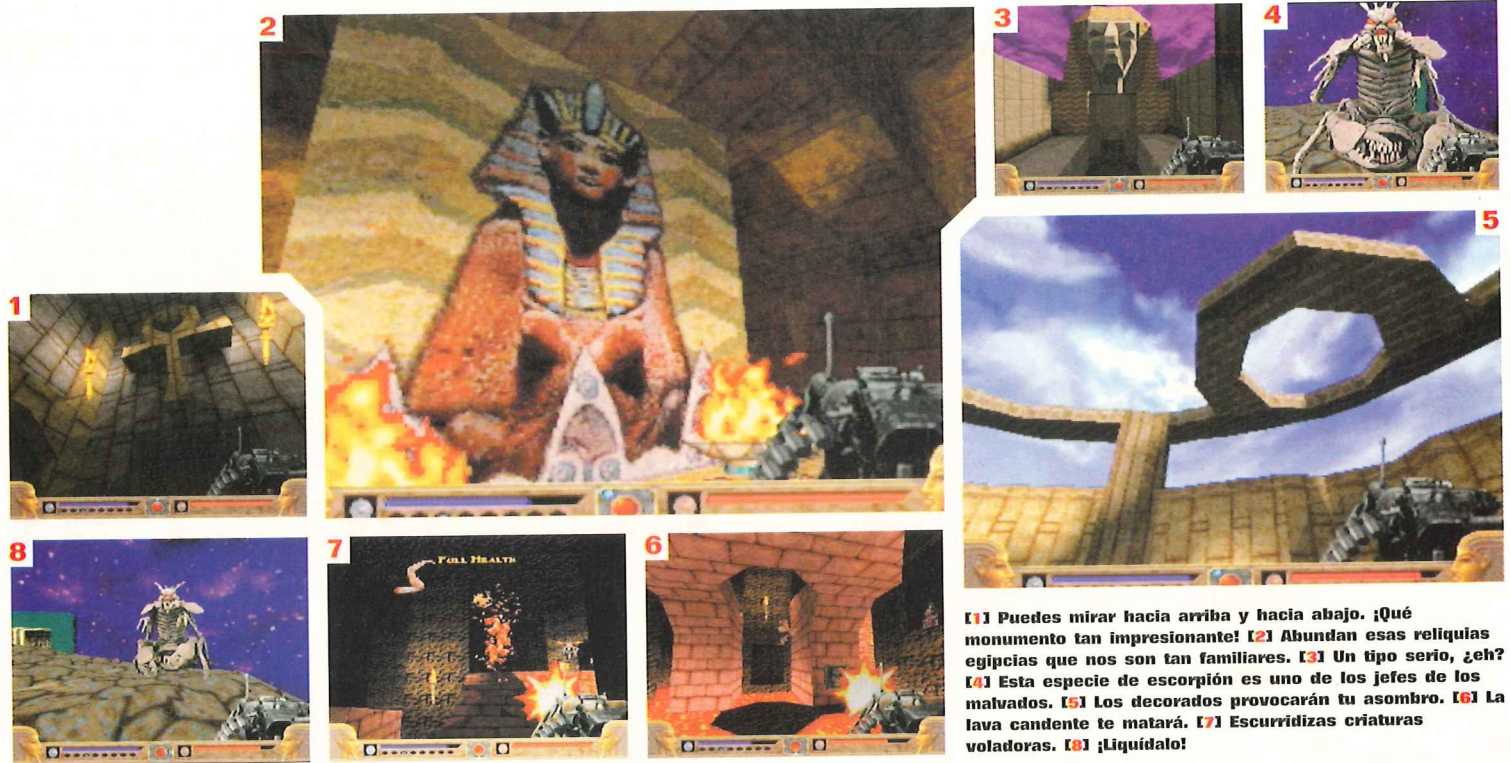 2
3
4
5
1
8
7
Full Health
6
[1] Puedes mirar hacia arriba y hacia abajo. ¡Qué
monumento tan impresionante! [2] Abundan esas reliquias
egipcias que nos son tan familiares. [3] Un tipo serio, ¿eh?
[4] Esta especie de escorpión es uno de los jefes de los
malvados. [5] Los decorados provocarán tu asombro. [6] La
lava candente te matará. [7] Escurridizas criaturas
voladoras. [8] ¡Liquídalo!